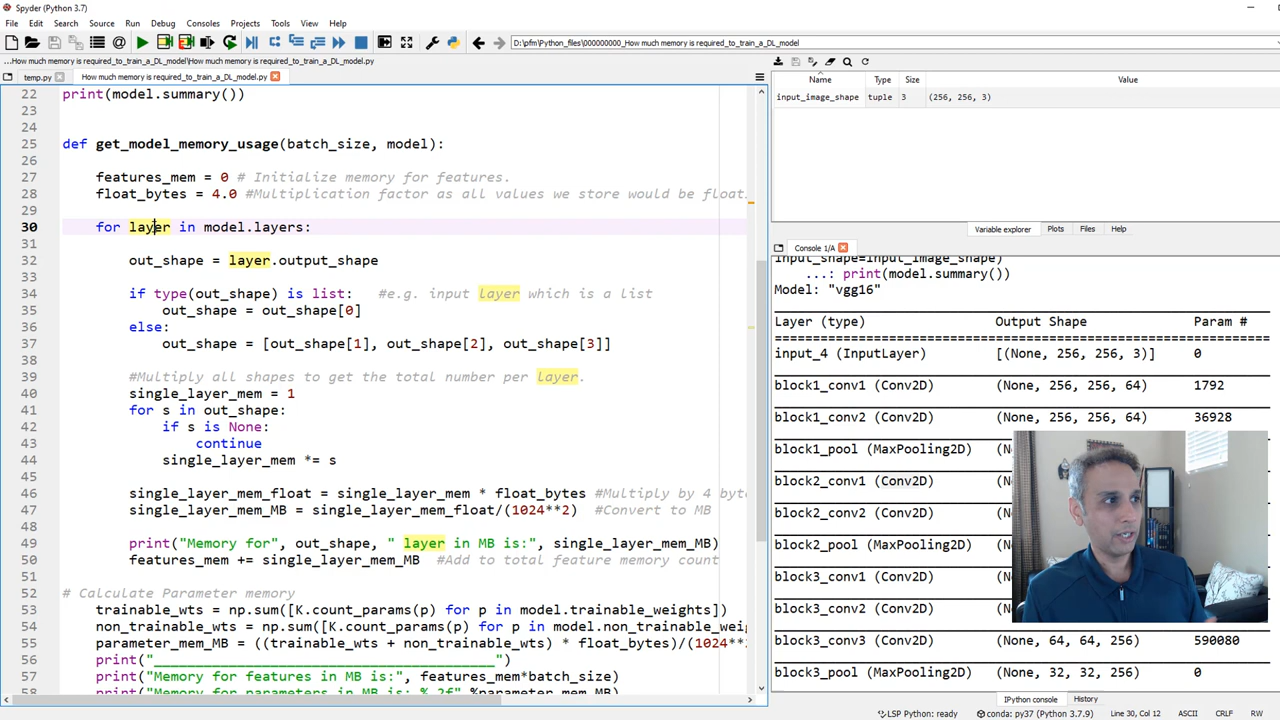 Spyder (Python 3.7)
File Edit Search Source Run Debug Consoles Projects Tools View Help
D:\pfm\Python_files\000000000_How much memory is required_to_train_a_DL_model
...How much memory is required_to_train_a_DL_model\How much memory is required_to_train_a_DL_model.py
temp.py How much memory is required_to_train_a_DL_model.py
22 print(model.summary())
23
24
25 def get_model_memory_usage(batch_size, model):
26
27 features_mem = 0 # Initialize memory for features.
28 float_bytes = 4.0 #Multiplication factor as all values we store would be float
29
30 for layer in model.layers:
31
32 out_shape = layer.output_shape
33
34 if type(out_shape) is list: #e.g. input layer which is a list
35 out_shape = out_shape[0]
36 else:
37 out_shape = [out_shape[1], out_shape[2], out_shape[3]]
38
39 #Multiply all shapes to get the total number per layer.
40 single_layer_mem = 1
41 for s in out_shape:
42 if s is None:
43 continue
44 single_layer_mem *= s
45
46 single_layer_mem_float = single_layer_mem * float_bytes #Multiply by 4 byt
47 single_layer_mem_MB = single_layer_mem_float/(1024**2) #Convert to MB
48
49 print("Memory for", out_shape, " layer in MB is:", single_layer_mem_MB)
50 features_mem += single_layer_mem_MB #Add to total feature memory count
51
52 # Calculate Parameter memory
53 trainable_wts = np.sum([K.count_params(p) for p in model.trainable_weights])
54 non_trainable_wts = np.sum([K.count_params(p) for p in model.non_trainable_wei
55 parameter_mem_MB = ((trainable_wts + non_trainable_wts) * float_bytes)/(1024**
56 print("_________________________________________")
57 print("Memory for features in MB is:", features_mem*batch_size)
58 print("Memory for parameters in MB is: %.2f" %parameter_mem_MB)
Name Type Size Value
input_image_shape tuple 3 (256, 256, 3)
Variable explorer Plots Files Help
Console 1/A
input_shape=input_image_shape)
...: print(model.summary())
Model: "vgg16"
Layer (type) Output Shape Param #
input_4 (InputLayer) [(None, 256, 256, 3)] 0
block1_conv1 (Conv2D) (None, 256, 256, 64) 1792
block1_conv2 (Conv2D) (None, 256, 256, 64) 36928
block1_pool (MaxPooling2D) (N
block2_conv1 (Conv2D) (N
block2_conv2 (Conv2D) (N
block2_pool (MaxPooling2D) (N
block3_conv1 (Conv2D) (N
block3_conv2 (Conv2D) (N
block3_conv3 (Conv2D) (None, 64, 64, 256) 590080
block3_pool (MaxPooling2D) (None, 32, 32, 256) 0
IPython console History
LSP Python: ready conda: py37 (Python 3.7.9) Line 30, Col 12 ASCII CRLF RW